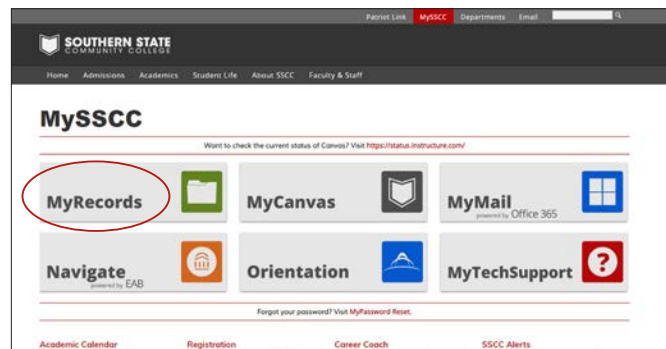 Patriot Link MySSCC Departments Email
SOUTHERN STATE
COMMUNITY COLLEGE
Home Admissions Academics Student Life About SSCC Faculty & Staff
MySSCC
Want to check the current status of Canvas? Visit https://status.instructure.com/
MyRecords MyCanvas MyMail
powered by Office 365
Navigate Orientation MyTechSupport
powered by EAB
Forgot your password? Visit MyPassword Reset.
Academic Calendar Registration Career Coach SSCC Alerts